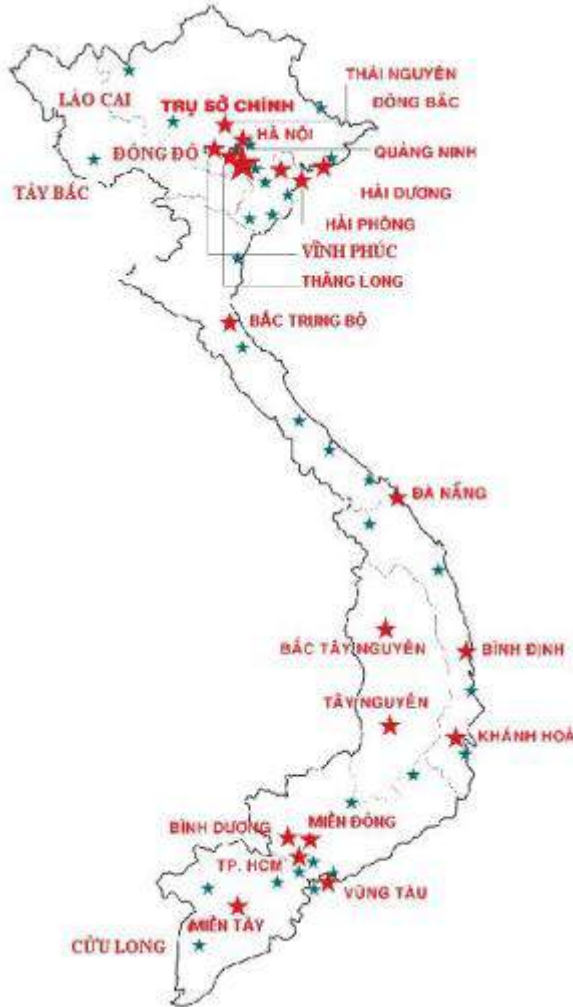 THÁI NGUYÊN
LÀO CAI
TRỤ SỞ CHÍNH
ĐÔNG BẮC
HÀ NỘI
ĐÔNG ĐÔ
QUẢNG NINH
TÂY BẮC
HẢI DƯƠNG
HẢI PHÒNG
VĨNH PHÚC
THĂNG LONG
BẮC TRUNG BỘ
ĐÀ NẴNG
BẮC TÂY NGUYÊN
BÌNH ĐỊNH
TÂY NGUYÊN
KHÁNH HOÀ
BÌNH DƯƠNG
MIỀN ĐÔNG
TP. HCM
VŨNG TÀU
MIỀN TÂY
CỬU LONG